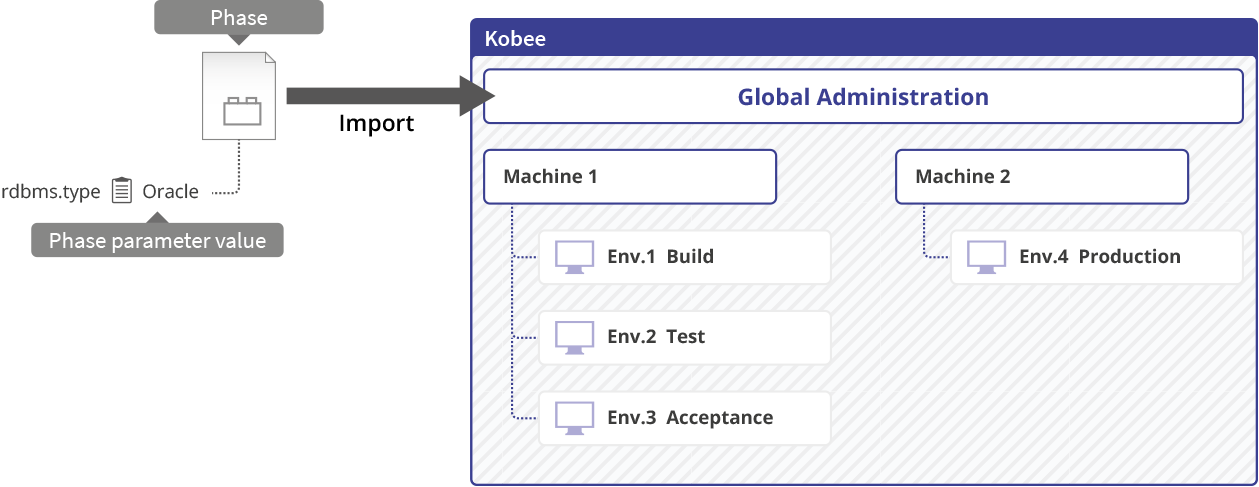 Phase
Import
rdbms.type Oracle
Phase parameter value
Kobee
Global Administration
Machine 1
Env.1 Build
Env.2 Test
Env.3 Acceptance
Machine 2
Env.4 Production